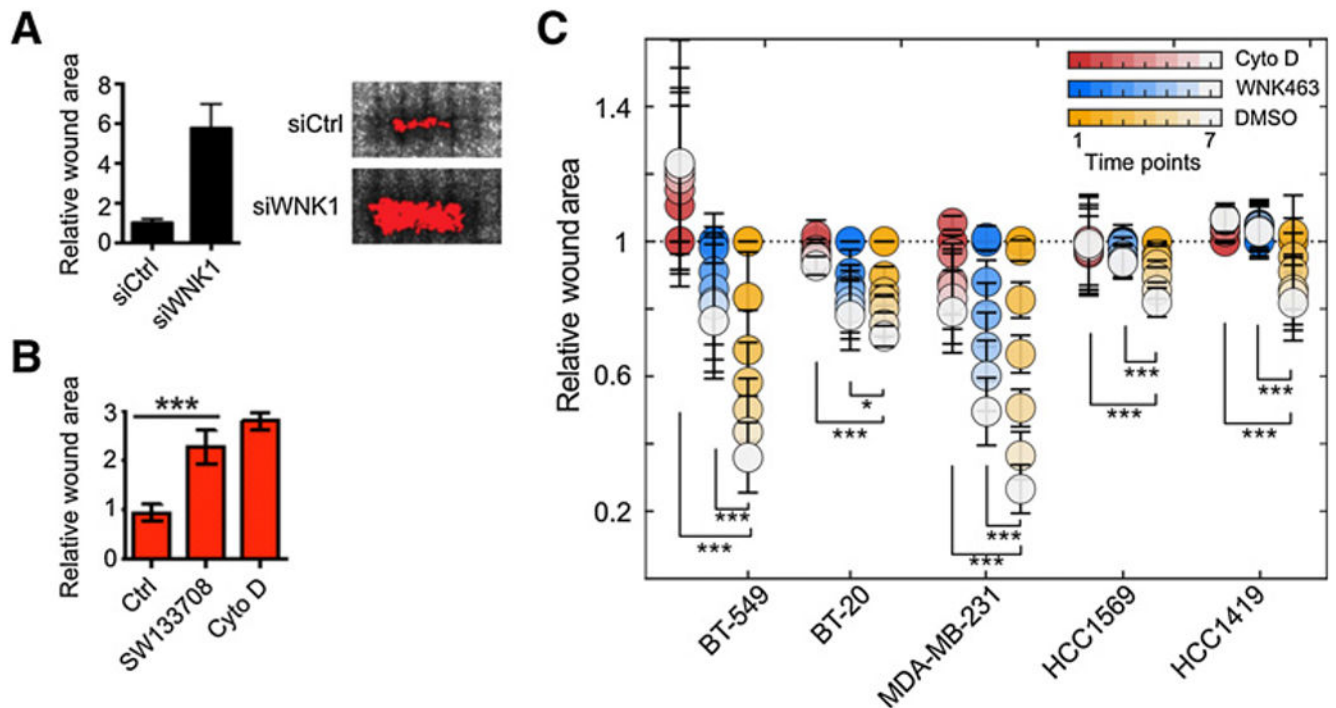 A
Relative wound area
8
6
4
2
0
siCtrl
siWNK1
siCtrl
siWNK1
B
Relative wound area
***
3
2
1
0
Ctrl
SW133708
Cyto D
C
Relative wound area
1.4
1
0.6
0.2
Cyto D
WNK463
DMSO
1 7
Time points
***
***
*
***
***
***
***
***
***
***
BT-549
BT-20
MDA-MB-231
HCC1569
HCC1419